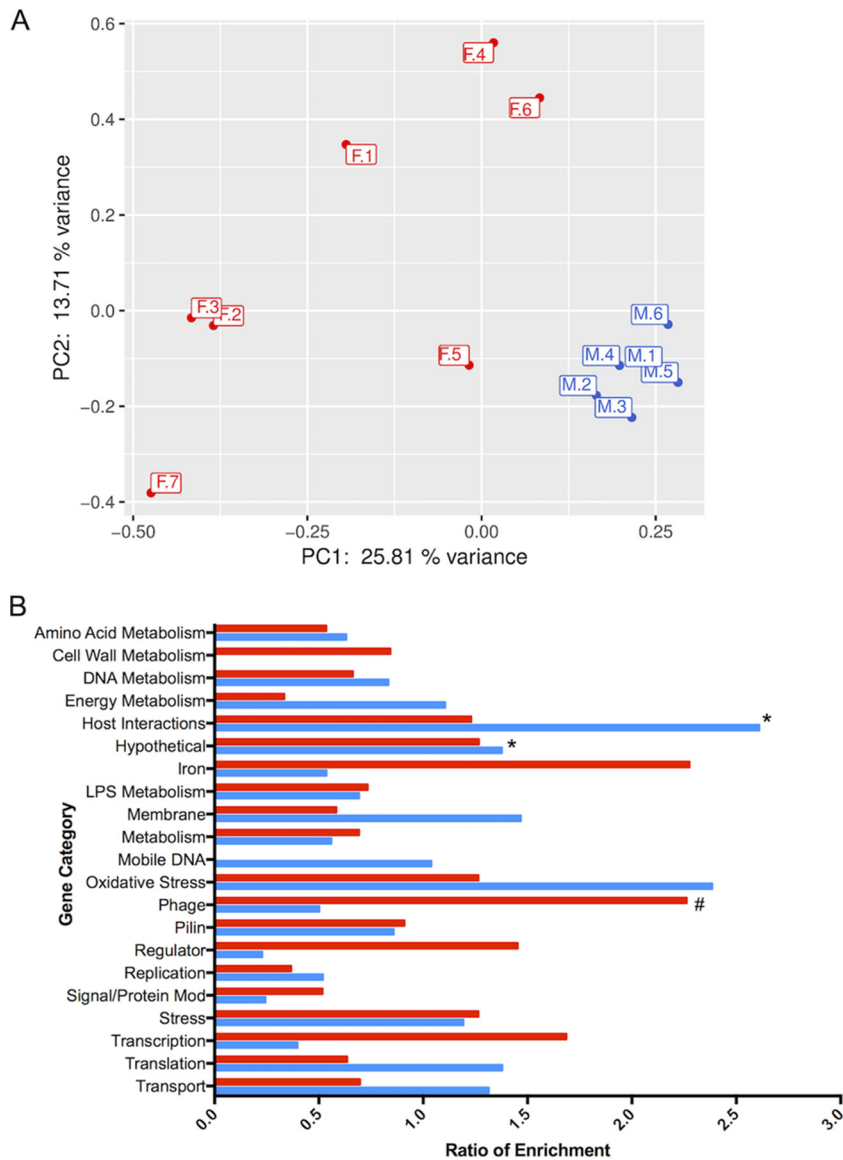 A
0.6
0.4
0.2
0.0
−0.2
−0.4
PC2: 13.71 % variance
F.4
F.6
F.1
F.3
F.2
F.5
F.7
M.6
M.4
M.1
M.5
M.2
M.3
−0.50
−0.25
0.00
0.25
PC1: 25.81 % variance
B
Gene Category
Amino Acid Metabolism
Cell Wall Metabolism
DNA Metabolism
Energy Metabolism
Host Interactions *
Hypothetical *
Iron
LPS Metabolism
Membrane
Metabolism
Mobile DNA
Oxidative Stress
Phage #
Pilin
Regulator
Replication
Signal/Protein Mod
Stress
Transcription
Translation
Transport
0.0
0.5
1.0
1.5
2.0
2.5
3.0
Ratio of Enrichment